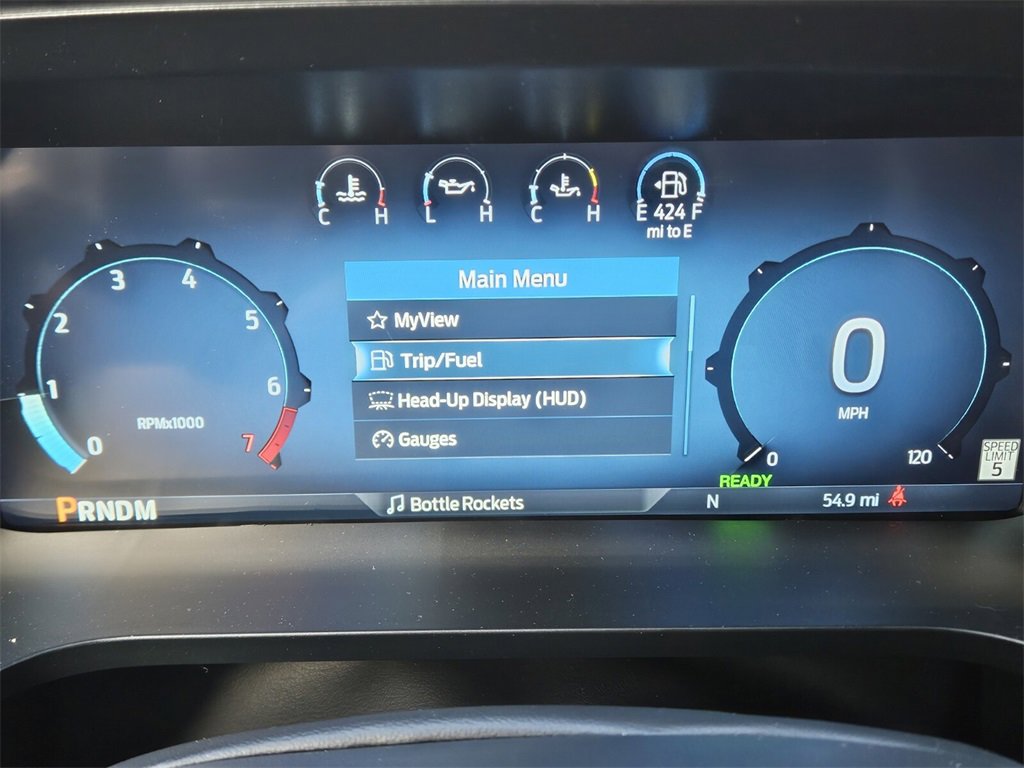 C H
L H
C H
E 424 F
mi to E
0
1
2
3
4
5
6
7
RPMx1000
Main Menu
MyView
Trip/Fuel
Head-Up Display (HUD)
Gauges
0
MPH
0
120
SPEED
LIMIT
5
READY
PRNDM
Bottle Rockets
N
54.9 mi